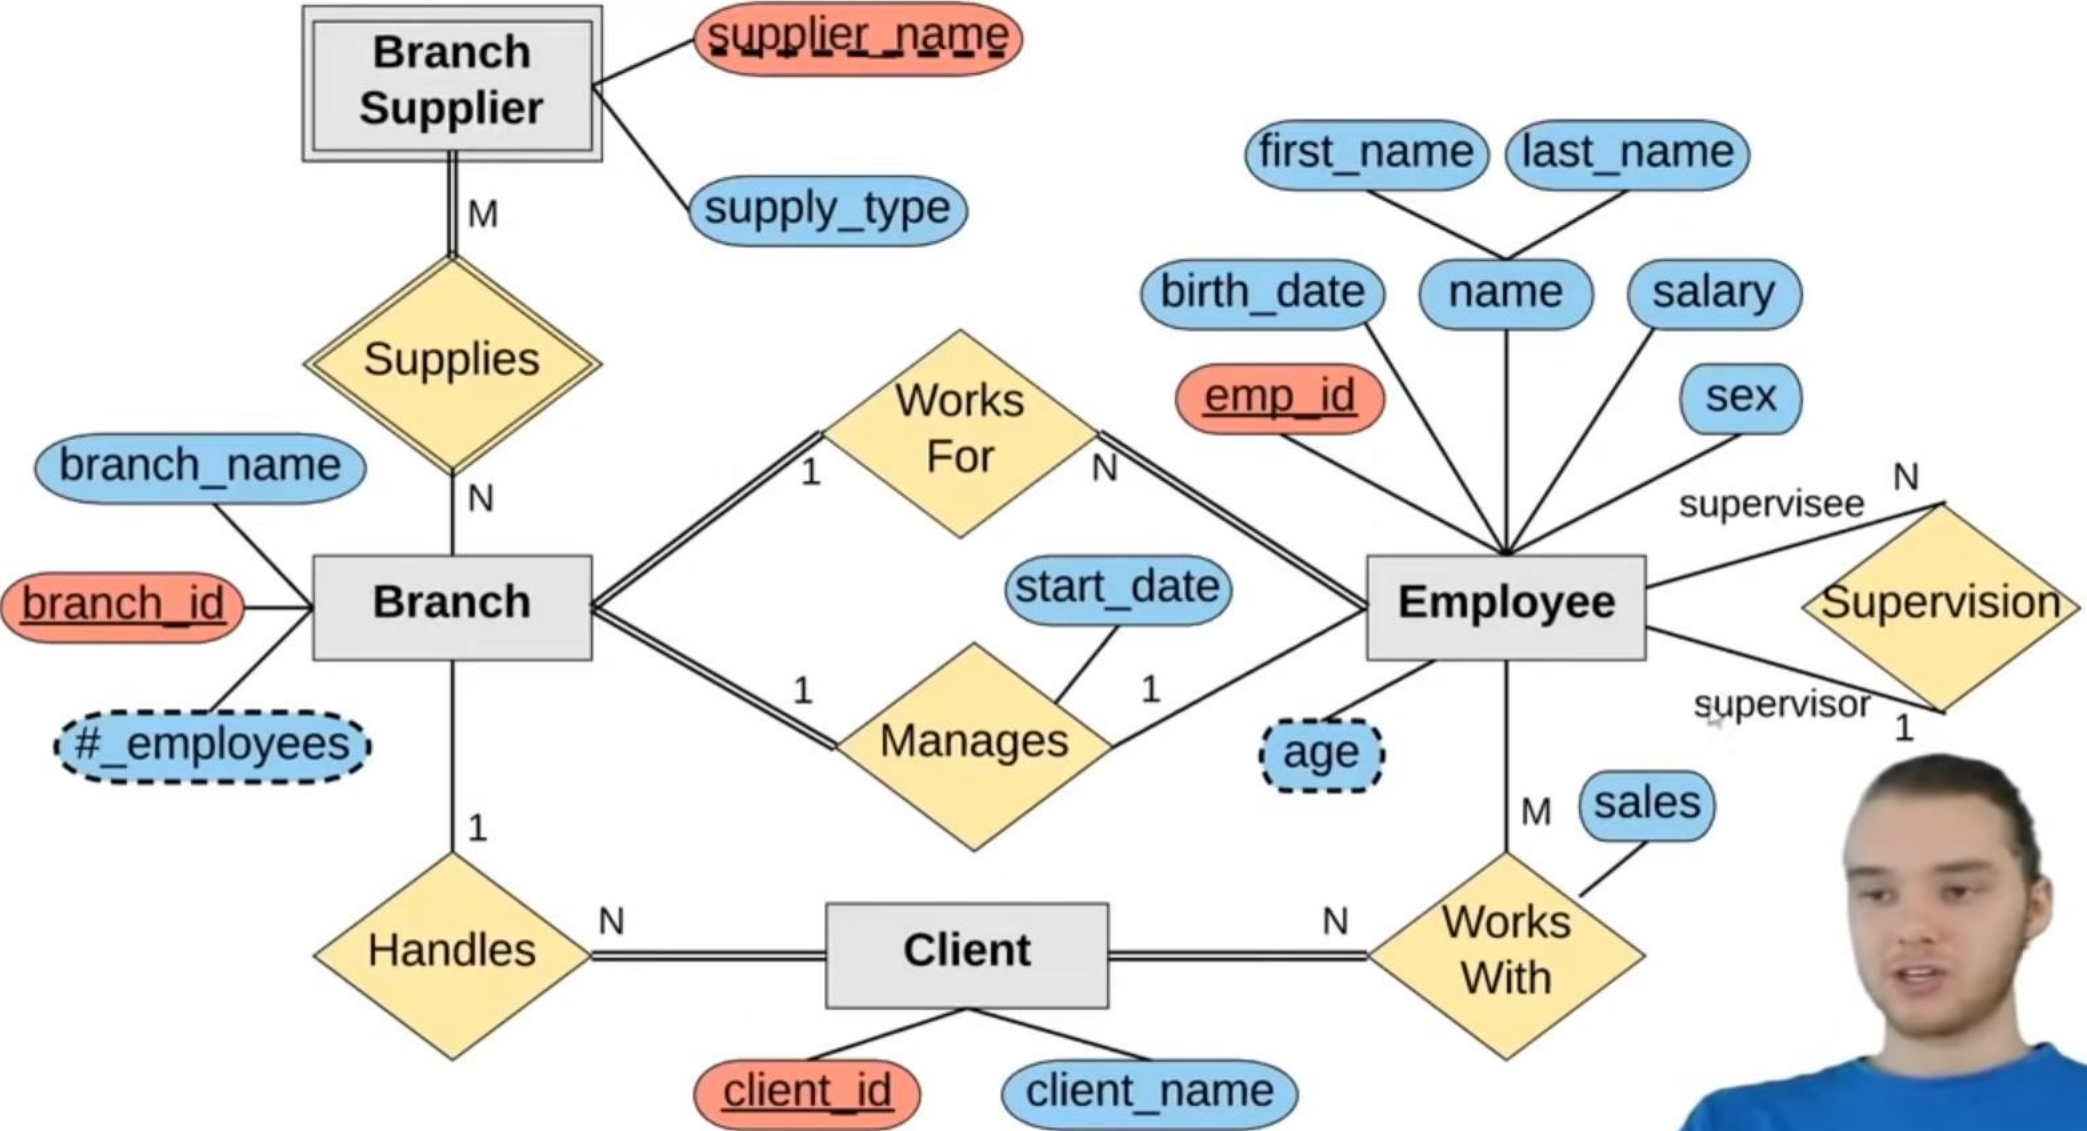 Branch
Supplier
supplier_name
supply_type
M
Supplies
N
first_name
last_name
birth_date
name
salary
emp_id
sex
Works
For
1
N
branch_name
branch_id
#_employees
Branch
start_date
Employee
supervisee
N
Supervision
supervisor
1
1
Manages
1
age
M
sales
1
Handles
N
Client
N
Works
With
client_id
client_name